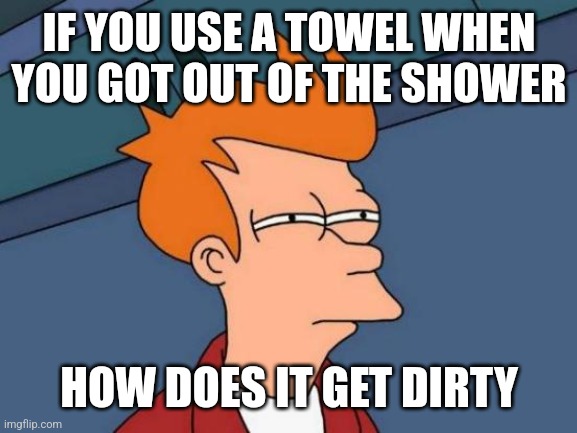 IF YOU USE A TOWEL WHEN
YOU GOT OUT OF THE SHOWER
HOW DOES IT GET DIRTY
imgflip.com